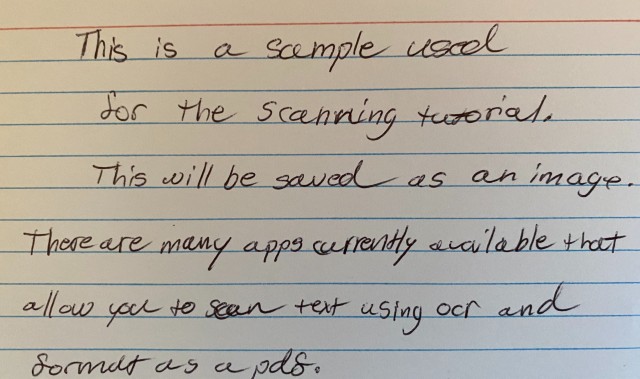 This is a sample used
for the scanning tutorial.
This will be saved as an image.
There are many apps currently available that
allow you to scan text using ocr and
format as a pdf.